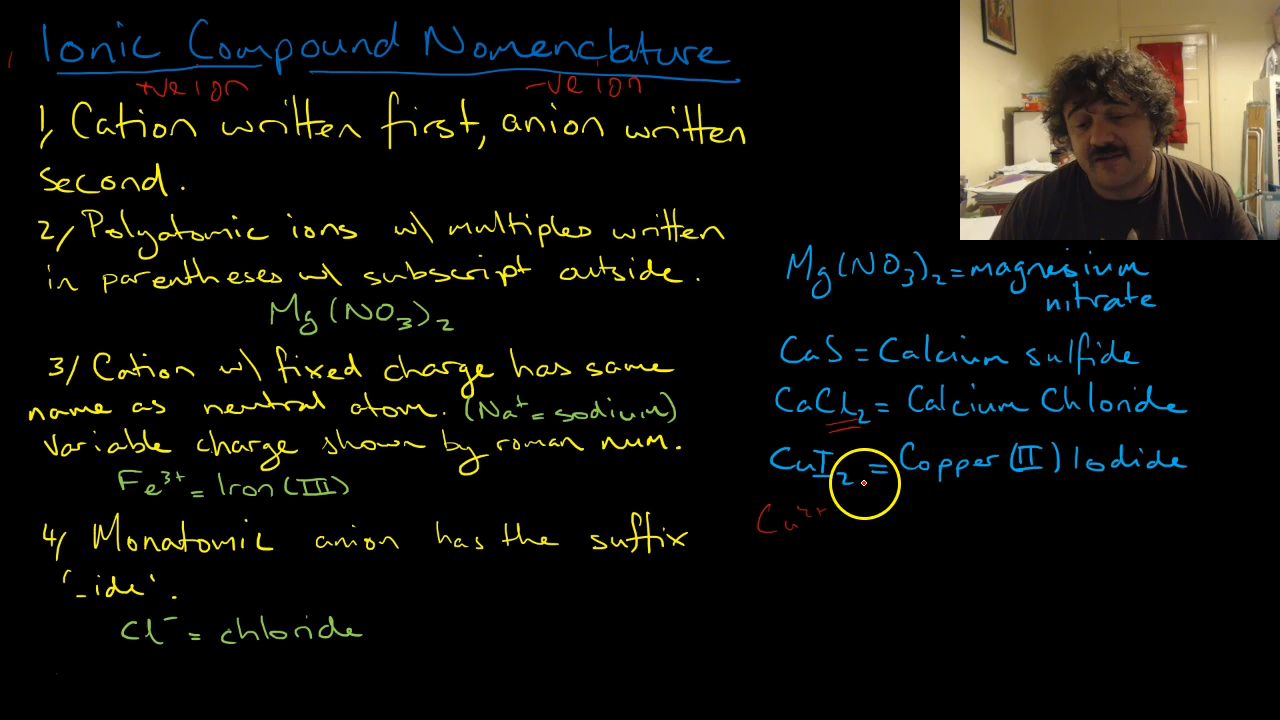 Ionic Compound Nomenclature
+ve ion -ve ion
1, Cation written first, anion written
second.
2/ Polyatomic ions w\ multiples written
in parentheses w\ subscript outside.
Mg(NO₃)₂
3/ Cation w\ fixed charge has same
name as neutral atom. (Na⁺ = sodium)
Variable charge shown by roman num.
Fe³⁺ = Iron(III)
4/ Monatomic anion has the suffix
'-ide'.
Cl⁻ = chloride
Mg(NO₃)₂ = magnesium
nitrate
CaS = Calcium sulfide
CaCl₂ = Calcium Chloride
CuI₂ = Copper (II) Iodide
Cu²⁺